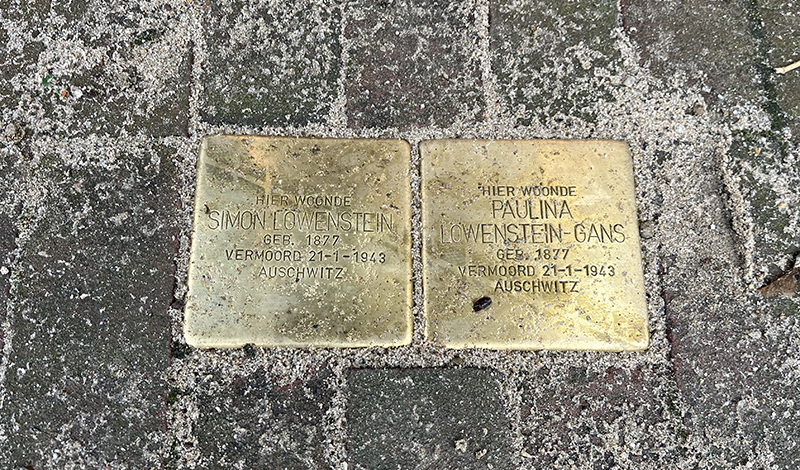 HIER WOONDE
SIMON LÖWENSTEIN
GEB. 1877
VERMOORD 21-1-1943
AUSCHWITZ
HIER WOONDE
PAULINA
LÖWENSTEIN-GANS
GEB. 1877
VERMOORD 21-1-1943
AUSCHWITZ